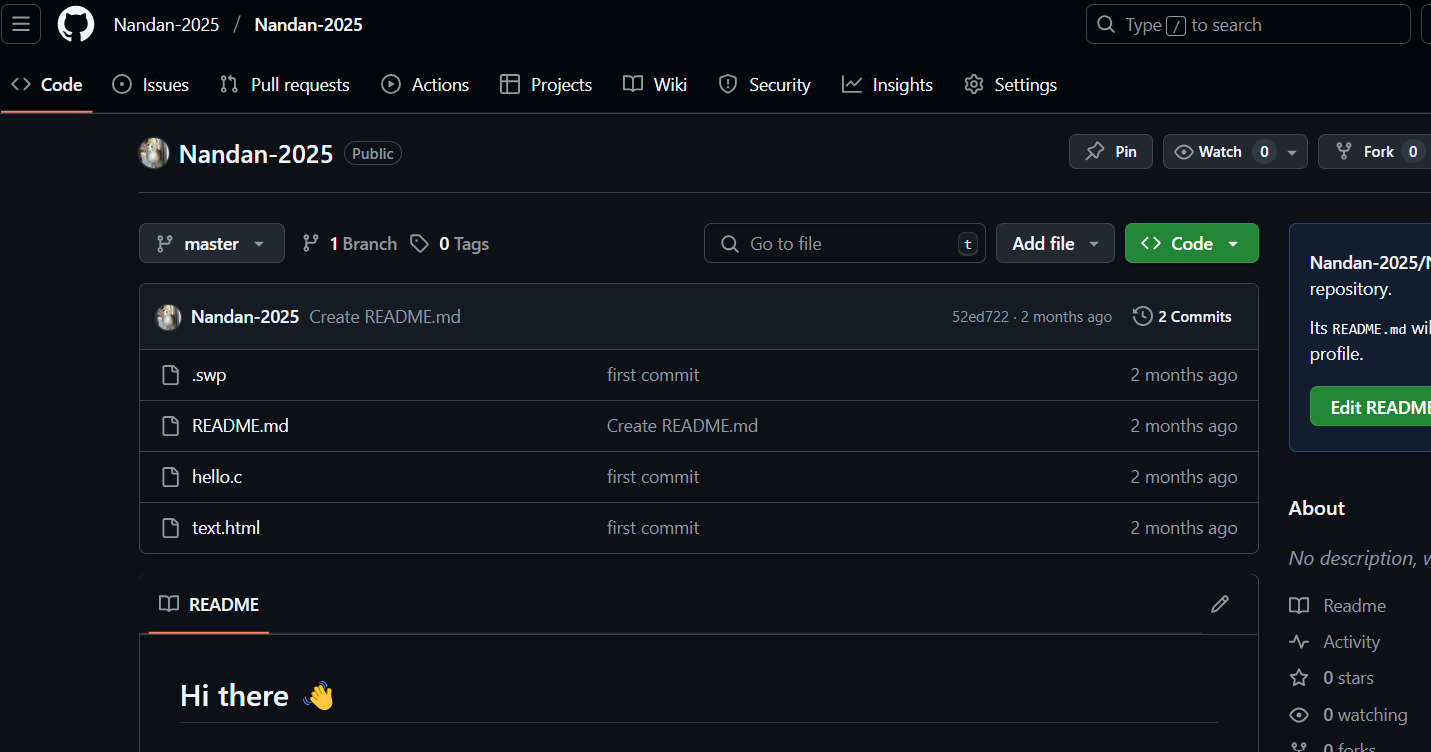 Nandan-2025 / Nandan-2025
Type / to search
Code Issues Pull requests Actions Projects Wiki Security Insights Settings
Nandan-2025 Public
Pin Watch 0 Fork 0
master 1 Branch 0 Tags
Go to file t Add file Code
Nandan-2025 Create README.md 52ed722 · 2 months ago 2 Commits
.swp first commit 2 months ago
README.md Create README.md 2 months ago
hello.c first commit 2 months ago
text.html first commit 2 months ago
README
Hi there 👋
Nandan-2025/
repository.
Its README.md
profile.
Edit README
About
No description,
Readme
Activity
0 stars
0 watching
0 forks